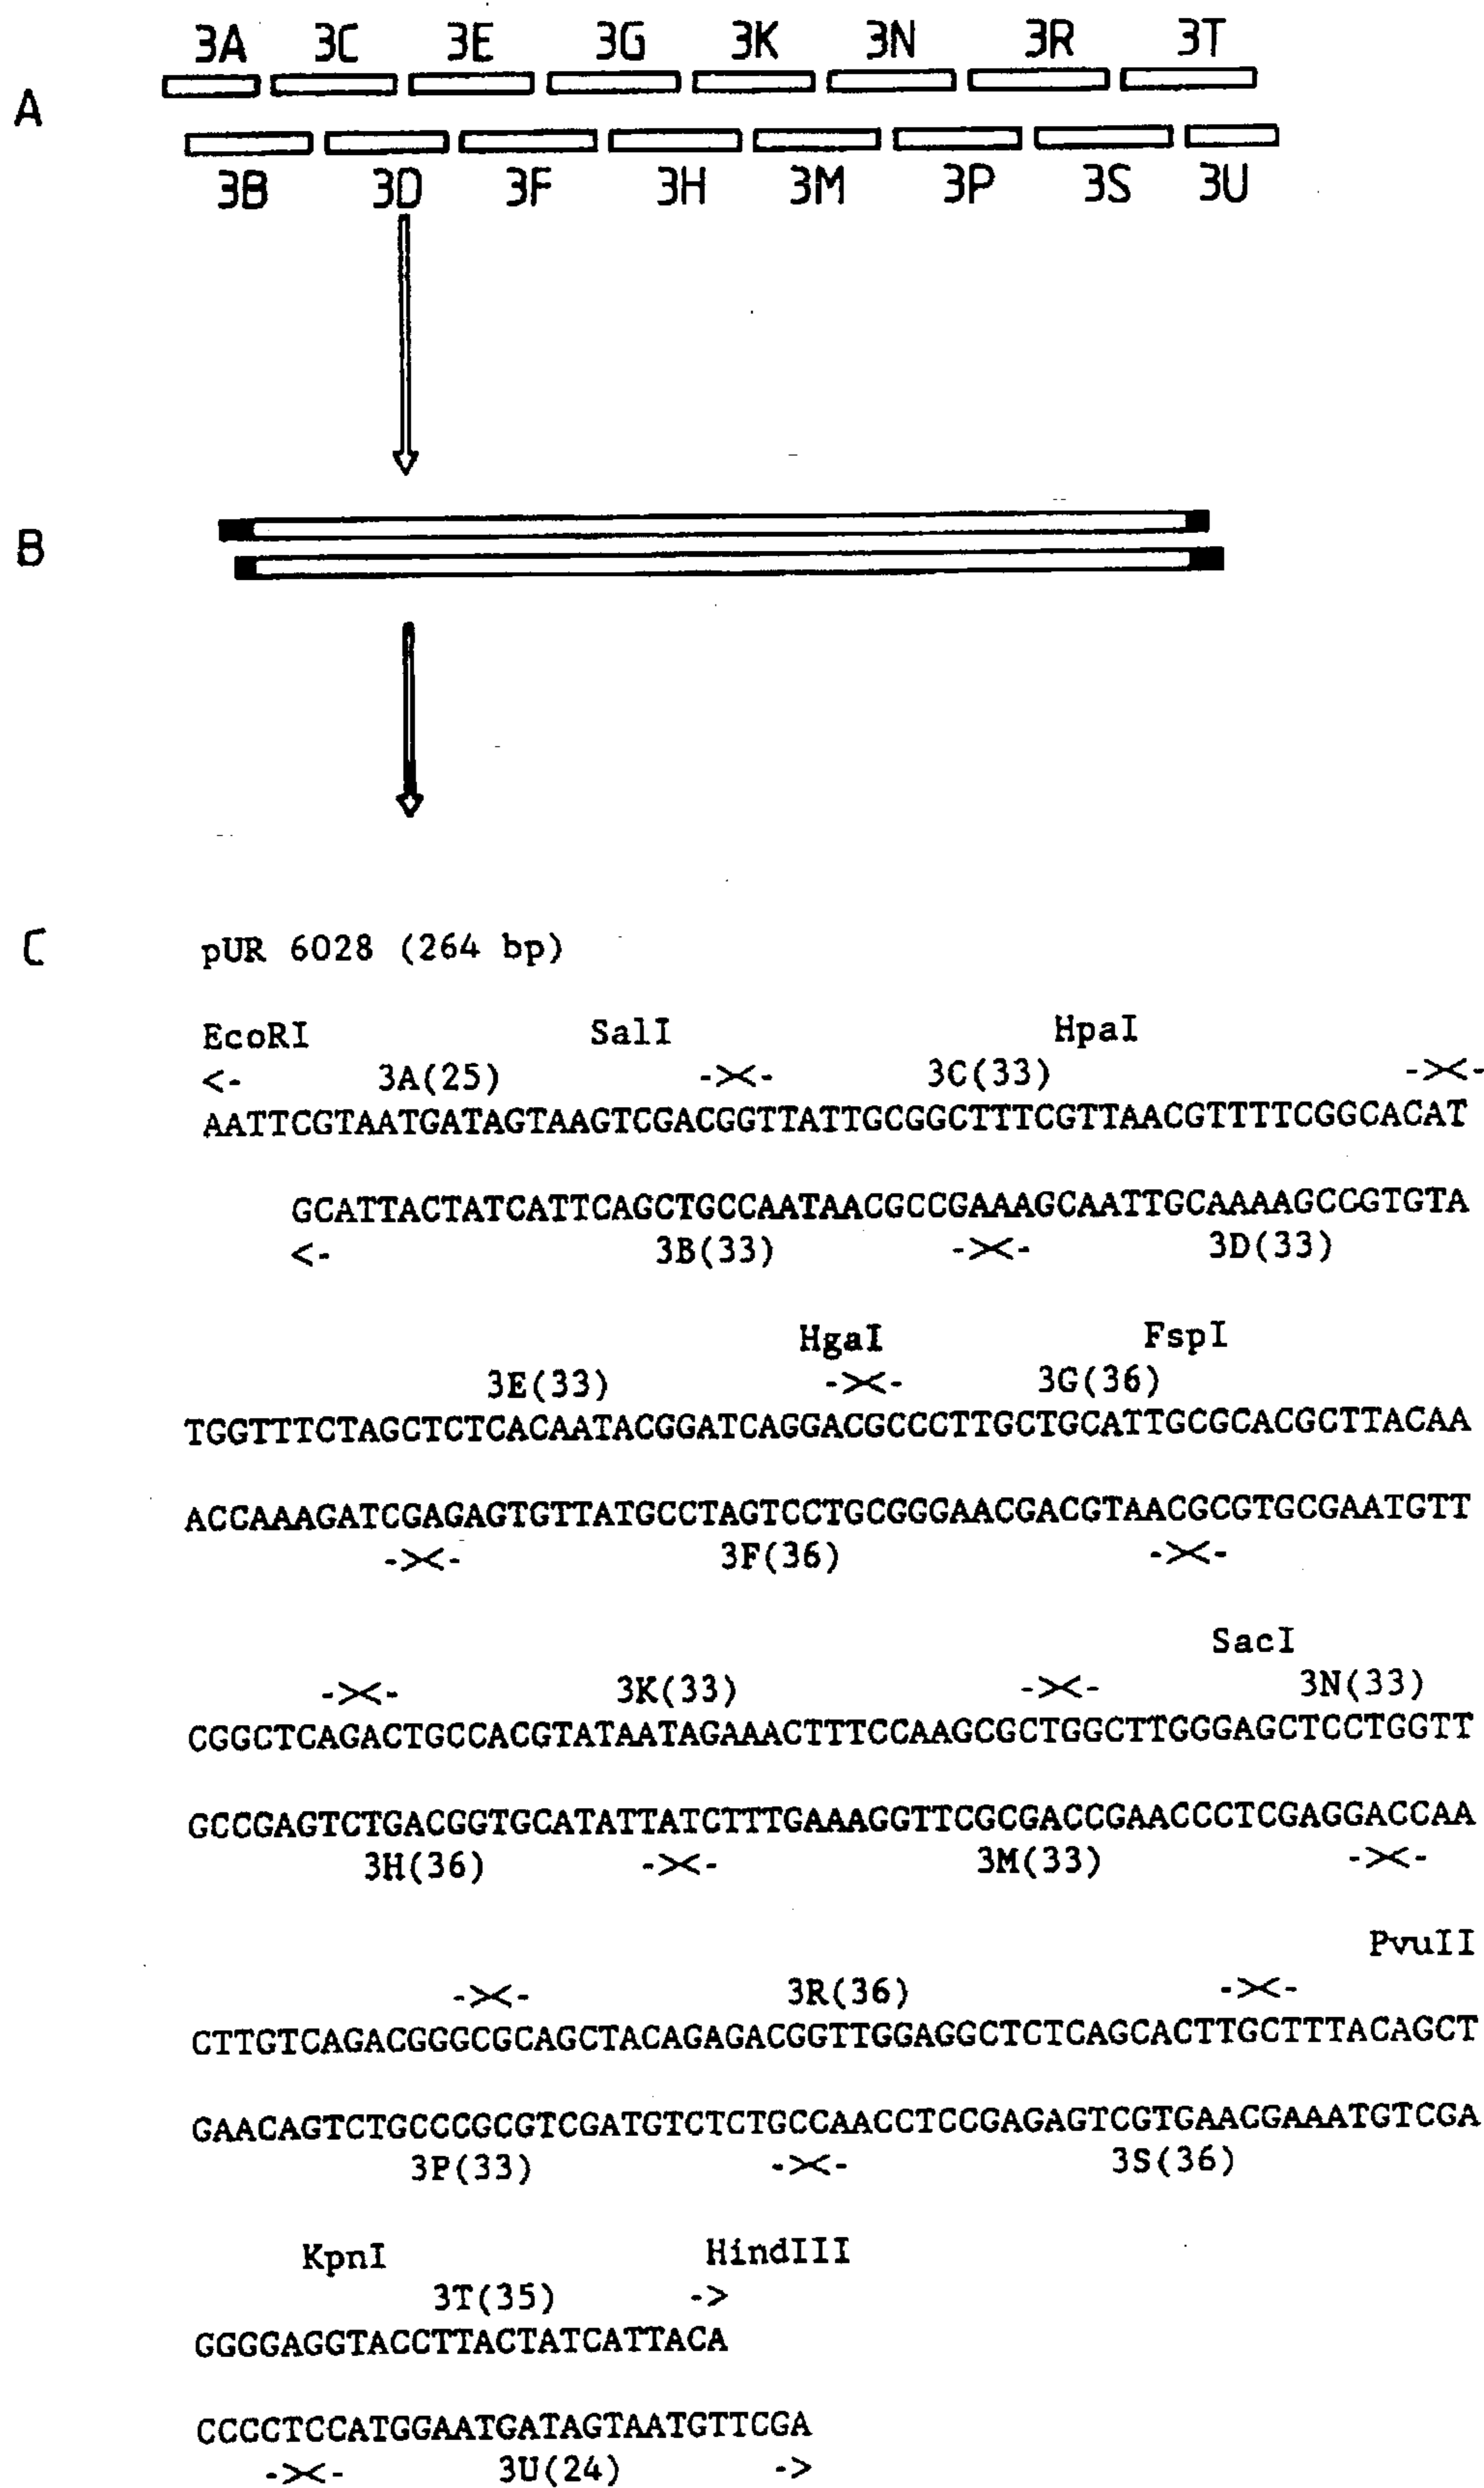 3A 3C 3E 3G 3K 3N 3R 3T
A
3B 3D 3F 3H 3M 3P 3S 3U
B
C pUR 6028 (264 bp)
EcoRI SalI HpaI
<- 3A(25) -><- 3C(33) -><-
AATTCGTAATGATAGTAAGTCGACGGTTATTGCGGCTTTCGTTAACGTTTTCGGCACAT
GCATTACTATCATTCAGCTGCCAATAACGCCGAAAGCAATTGCAAAAGCCGTGTA
<- 3B(33) -><- 3D(33)
HgaI FspI
3E(33) -><- 3G(36)
TGGTTTCTAGCTCTCACAATACGGATCAGGACGCCCTTGCTGCATTGCGCACGCTTACAA
ACCAAAGATCGAGAGTGTTATGCCTAGTCCTGCGGGAACGACGTAACGCGTGCGAATGTT
-><- 3F(36) -><-
SacI
-><- 3K(33) -><- 3N(33)
CGGCTCAGACTGCCACGTATAATAGAAACTTTCCAAGCGCTGGCTTGGGAGCTCCTGGTT
GCCGAGTCTGACGGTGCATATTATCTTTGAAAGGTTCGCGACCGAACCCTCGAGGACCAA
3H(36) -><- 3M(33) -><-
PvuII
-><- 3R(36) -><-
CTTGTCAGACGGGCGCAGCTACAGAGACGGTTGGAGGCTCTCAGCACTTGCTTTACAGCT
GAACAGTCTGCCCGCGTCGATGTCTCTGCCAACCTCCGAGAGTCGTGAACGAAATGTCGA
3P(33) -><- 3S(36)
KpnI HindIII
3T(35) ->
GGGGAGGTACCTTACTATCATTACA
CCCCTCCATGGAATGATAGTAATGTTCGA
-><- 3U(24) ->